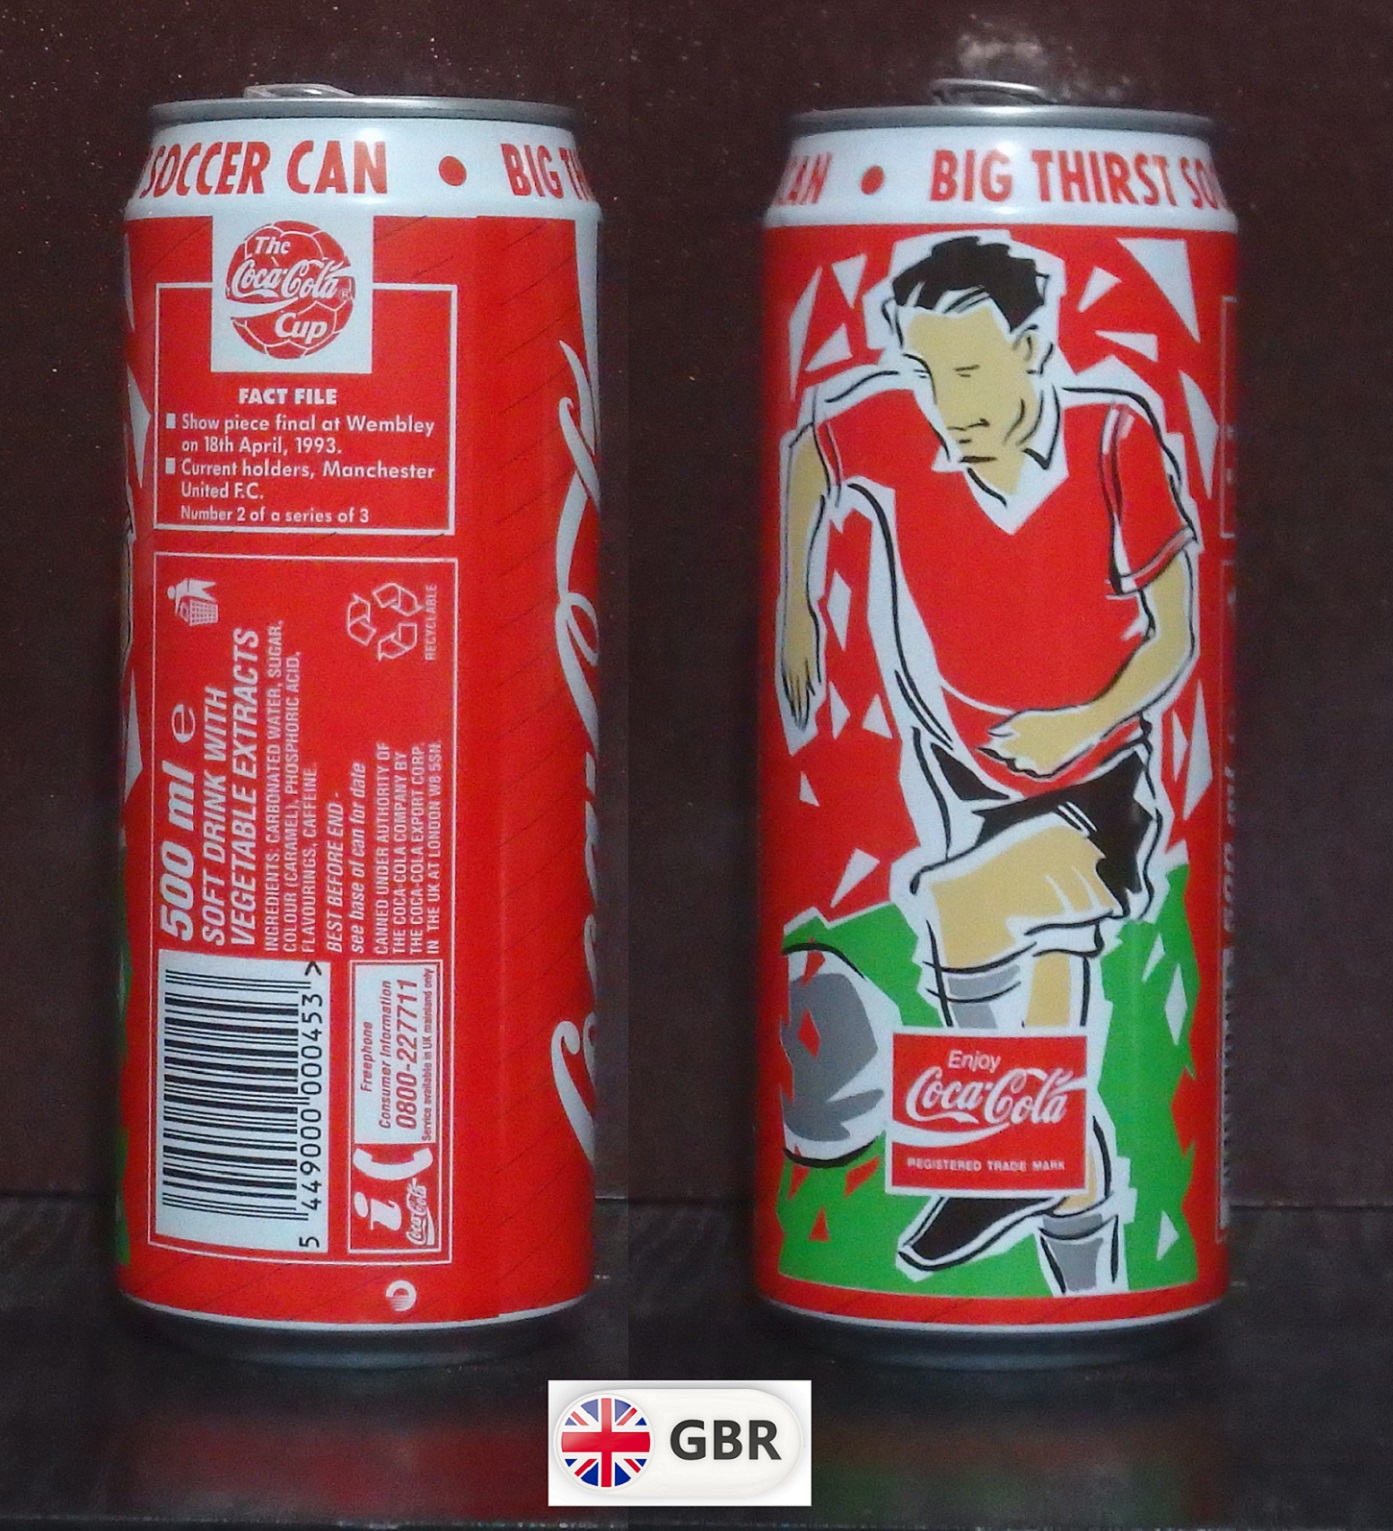 SOCCER CAN • BIG
The
Coca-Cola
Cup
FACT FILE
Show piece final at Wembley
on 18th April, 1993.
Current holders, Manchester
United F.C.
Number 2 of a series of 3
500 ml e
SOFT DRINK WITH
VEGETABLE EXTRACTS
INGREDIENTS: CARBONATED WATER, SUGAR,
COLOUR (CARAMEL), PHOSPHORIC ACID,
FLAVOURINGS, CAFFEINE.
BEST BEFORE END -
see base of can for date
CANNED UNDER AUTHORITY OF
THE COCA-COLA COMPANY BY
THE COCA-COLA EXPORT CORP.
IN THE UK AT LONDON W8 5SN.
RECYCLABLE
5 449000 000453 >
Freephone
Consumer Information
0800-227711
Service available in UK mainland only
i
Coca-Cola
CAN • BIG THIRST
Enjoy
Coca-Cola
REGISTERED TRADE MARK
GBR